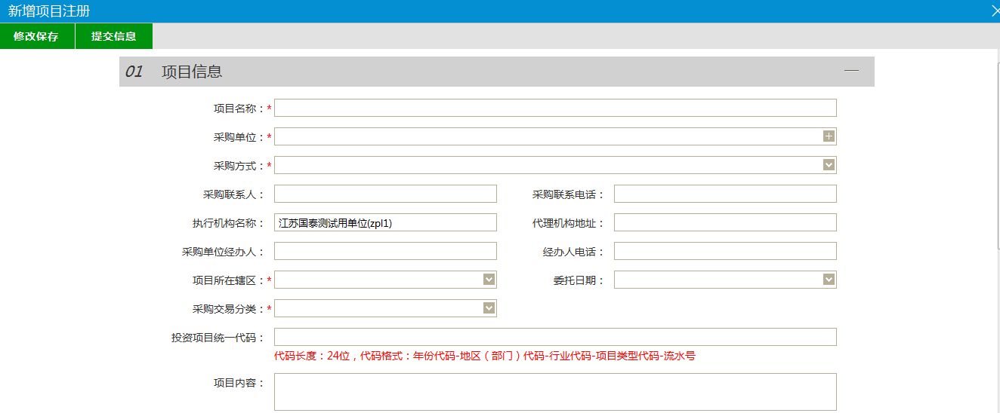 新增项目注册
修改保存 提交信息
01 项目信息
项目名称：*
采购单位：*
采购方式：*
采购联系人： 采购联系电话：
执行机构名称： 江苏国泰测试用单位(zpl1) 代理机构地址：
采购单位经办人： 经办人电话：
项目所在辖区：* 委托日期：
采购交易分类：*
投资项目统一代码：
代码长度：24位，代码格式：年份代码-地区（部门）代码-行业代码-项目类型代码-流水号
项目内容：